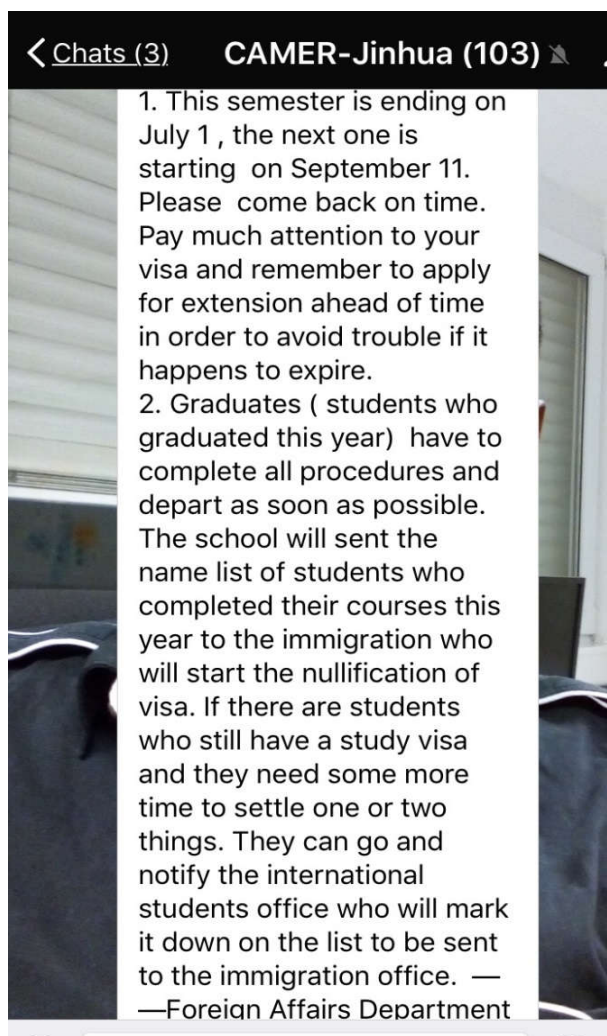 Chats (3)
CAMER-Jinhua (103)
1. This semester is ending on
July 1 , the next one is
starting  on September 11.
Please  come back on time.
Pay much attention to your
visa and remember to apply
for extension ahead of time
in order to avoid trouble if it
happens to expire.
2. Graduates ( students who
graduated this year)  have to
complete all procedures and
depart as soon as possible.
The school will sent the
name list of students who
completed their courses this
year to the immigration who
will start the nullification of
visa. If there are students
who still have a study visa
and they need some more
time to settle one or two
things. They can go and
notify the international
students office who will mark
it down on the list to be sent
to the immigration office.  —
—Foreign Affairs Department